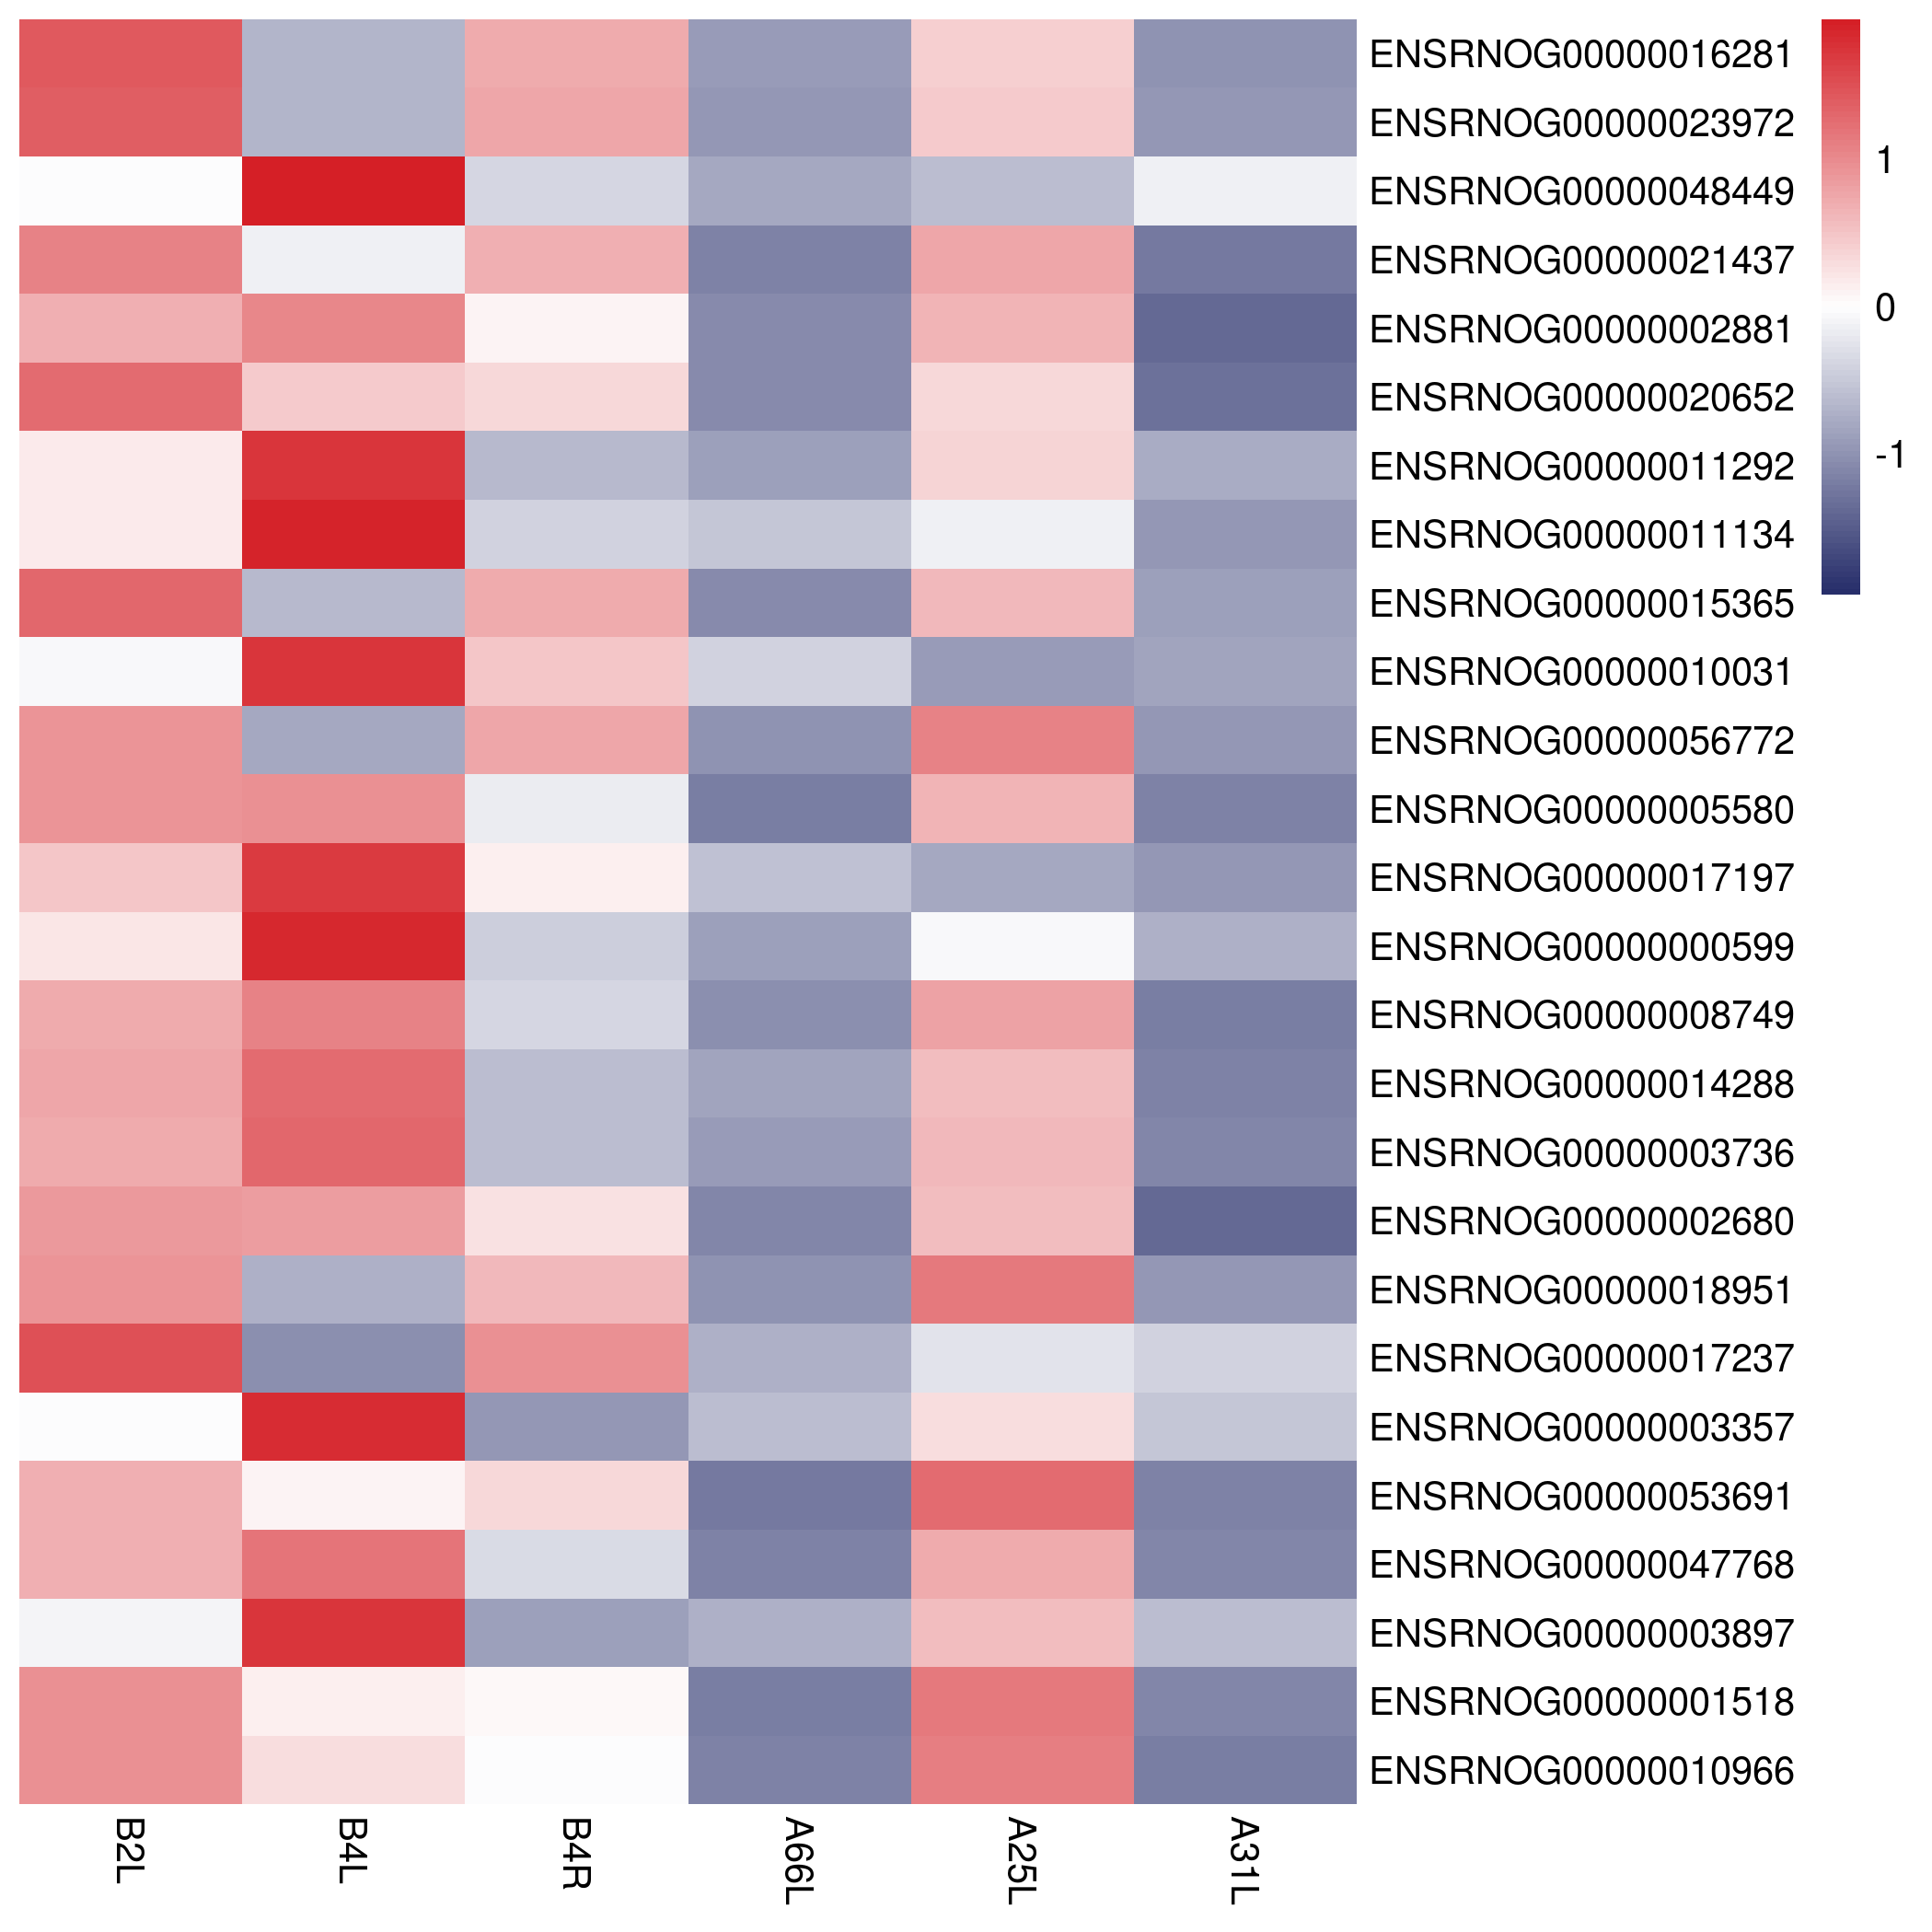 ENSRNOG00000016281
ENSRNOG00000023972
ENSRNOG00000048449
ENSRNOG00000021437
ENSRNOG00000002881
ENSRNOG00000020652
ENSRNOG00000011292
ENSRNOG00000011134
ENSRNOG00000015365
ENSRNOG00000010031
ENSRNOG00000056772
ENSRNOG00000005580
ENSRNOG00000017197
ENSRNOG00000000599
ENSRNOG00000008749
ENSRNOG00000014288
ENSRNOG00000003736
ENSRNOG00000002680
ENSRNOG00000018951
ENSRNOG00000017237
ENSRNOG00000003357
ENSRNOG00000053691
ENSRNOG00000047768
ENSRNOG00000003897
ENSRNOG00000001518
ENSRNOG00000010966
1
0
-1
B2L
B4L
B4R
A66L
A25L
A31L